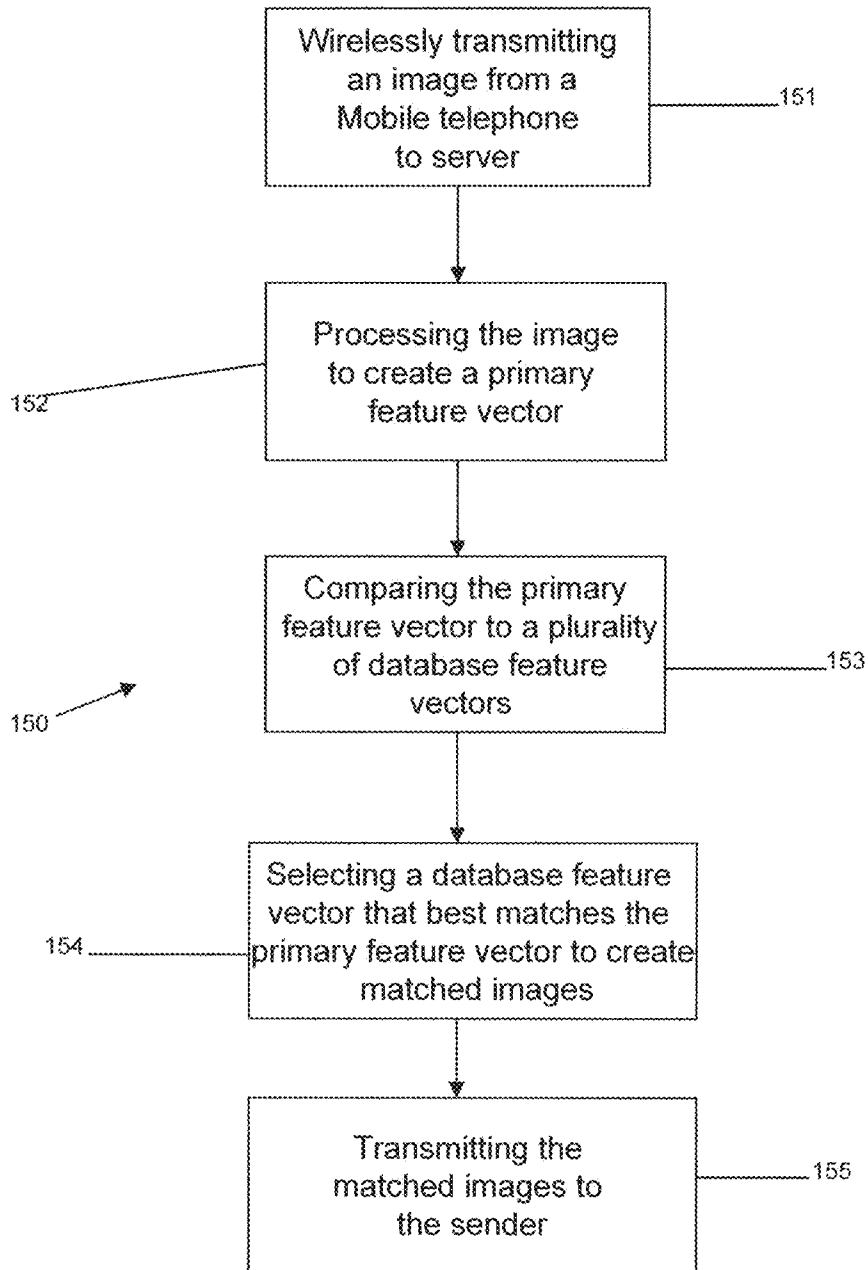 Wirelessly transmitting
an image from a
Mobile telephone
to server
151
Processing the image
to create a primary
feature vector
152
Comparing the primary
feature vector to a plurality
of database feature
vectors
153
150
Selecting a database feature
vector that best matches the
primary feature vector to create
matched images
154
Transmitting the
matched images to
the sender
155